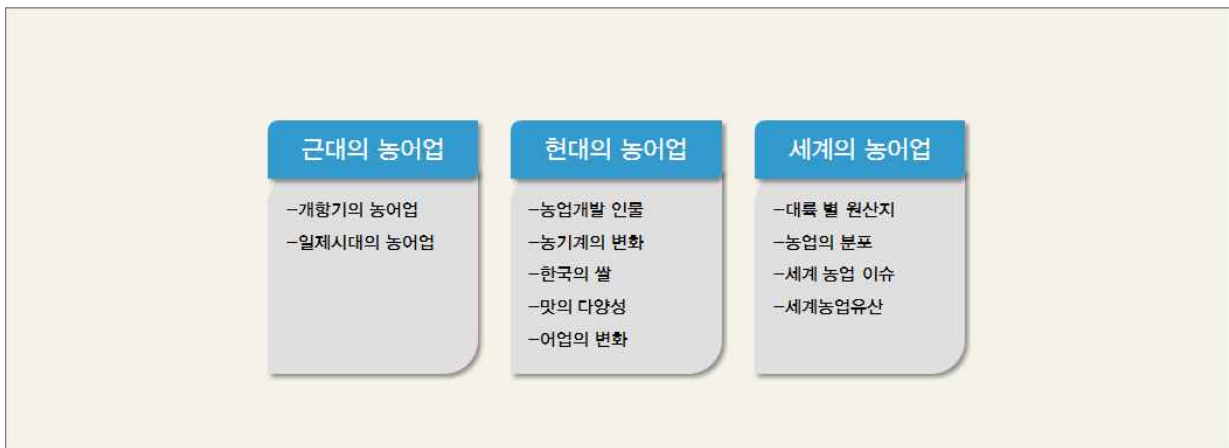 근대의 농어업
-개항기의 농어업
-일제시대의 농어업
현대의 농어업
-농업개발 인물
-농기계의 변화
-한국의 쌀
-맛의 다양성
-어업의 변화
세계의 농어업
-대륙 별 원산지
-농업의 분포
-세계 농업 이슈
-세계농업유산